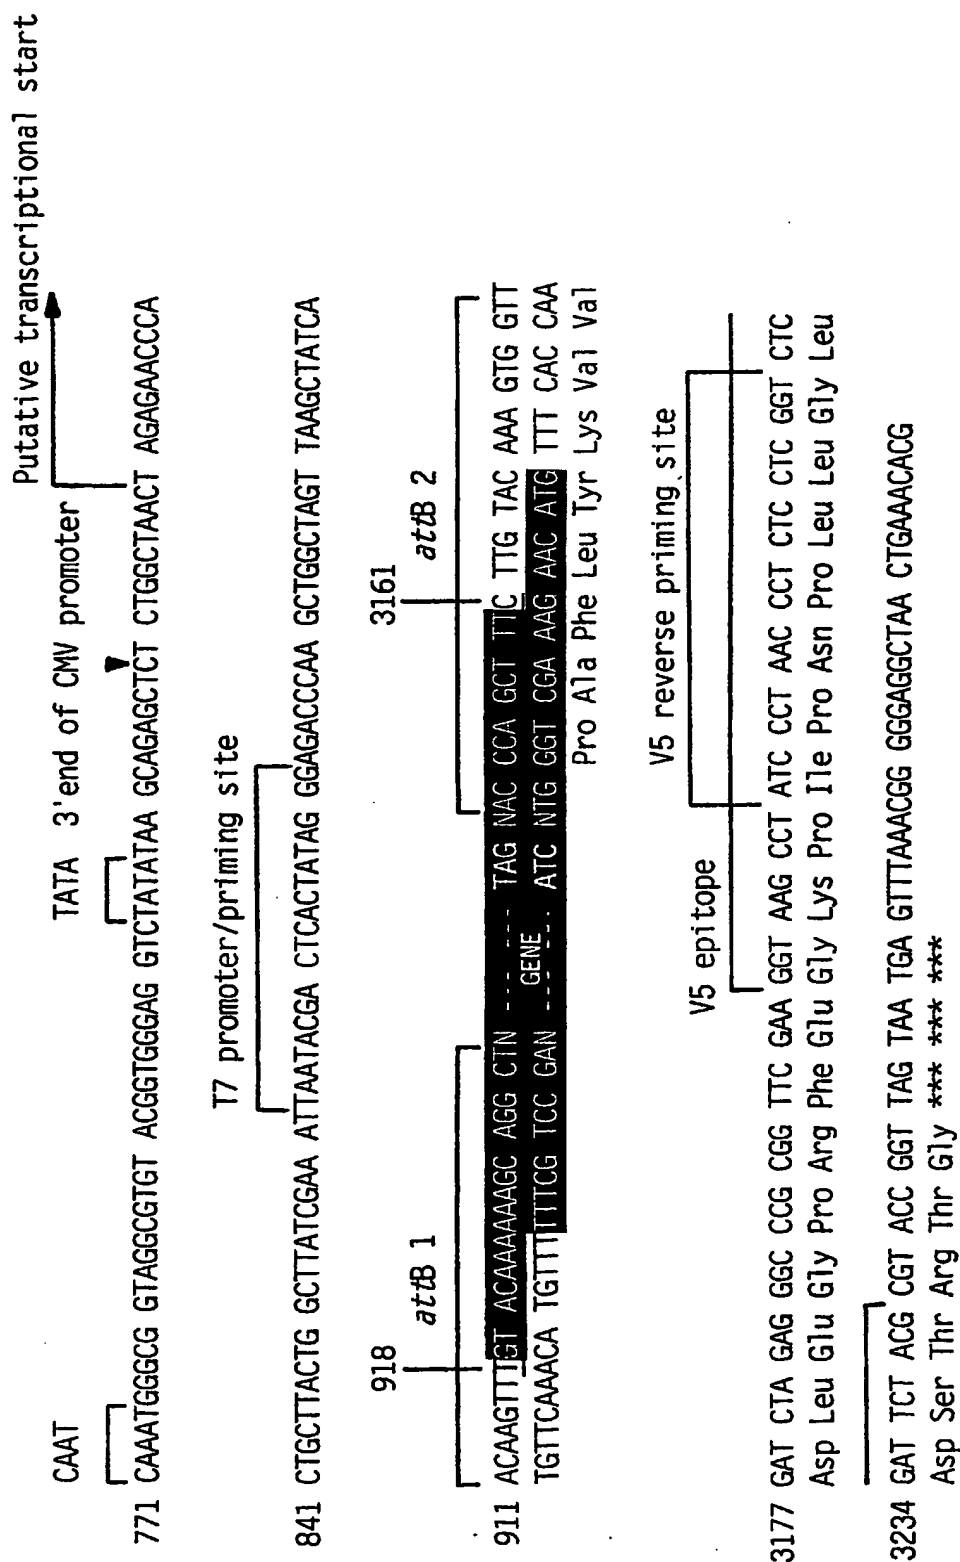 Putative transcriptional start
CAAT TATA 3'end of CMV promoter
771 CAAATGGGCG GTAGGCGTGT ACGGTGGGAG GTCTATATAA GCAGAGCTCT CTGGCTAACT AGAGAACCCA
T7 promoter/priming site
841 CTGCTTACTG GCTTATCGAA ATTAATACGA CTCACTATAG GGAGACCCAA GCTGGCTAGT TAAGCTATCA
918 3161
attB 1 attB 2
911 ACAAGTTTGT ACAAAAAAGC AGG CTN ---- --- TAG NAC CCA GCT TTC TTG TAC AAA GTG GTT
GENE
TGTTCAAACA TGTTTTTTCG TCC GAN ---- --- ATC NTG GGT CGA AAG AAC ATG TTT CAC CAA
Pro Ala Phe Leu Tyr Lys Val Val
V5 epitope V5 reverse priming site
3177 GAT CTA GAG GGC CCG CGG TTC GAA GGT AAG CCT ATC CCT AAC CCT CTC CTC GGT CTC
Asp Leu Glu Gly Pro Arg Phe Glu Gly Lys Pro Ile Pro Asn Pro Leu Leu Gly Leu
3234 GAT TCT ACG CGT ACC GGT TAG TAA TGA GTTTAAACGG GGGAGGCTAA CTGAAACACG
Asp Ser Thr Arg Thr Gly *** *** ***